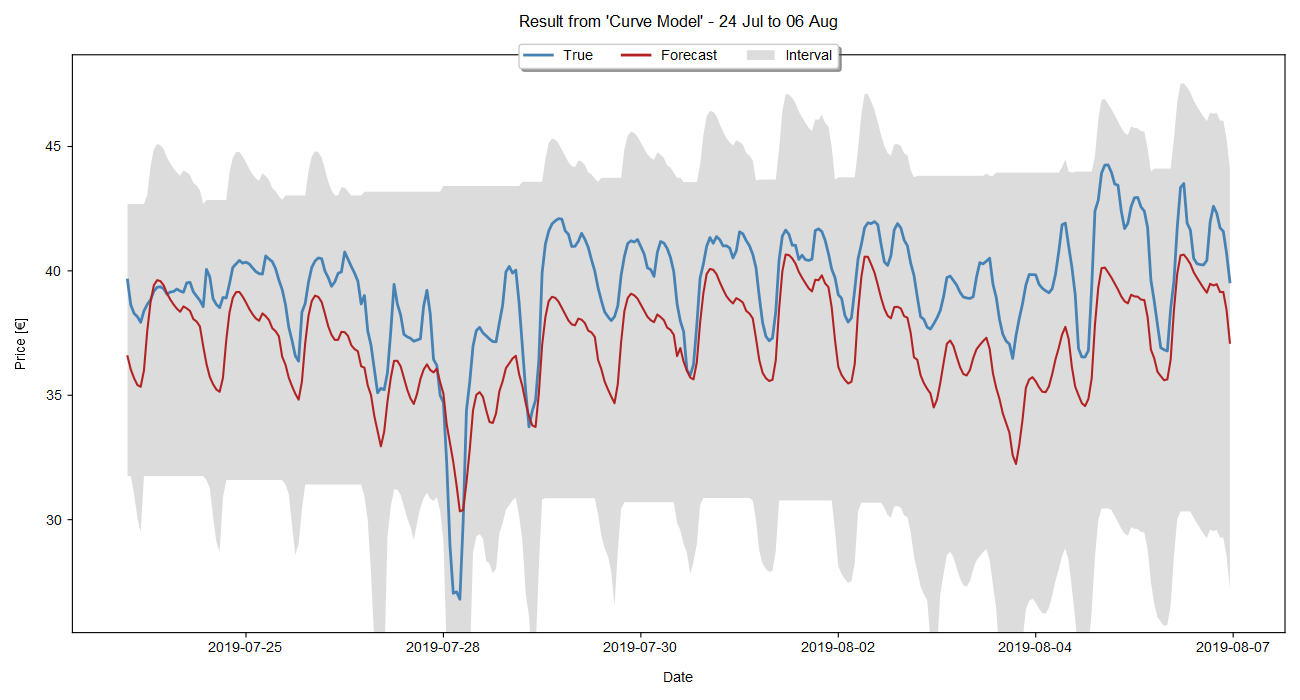 Result from 'Curve Model' - 24 Jul to 06 Aug
True Forecast Interval
45
40
35
30
Price [€]
2019-07-25 2019-07-28 2019-07-30 2019-08-02 2019-08-04 2019-08-07
Date